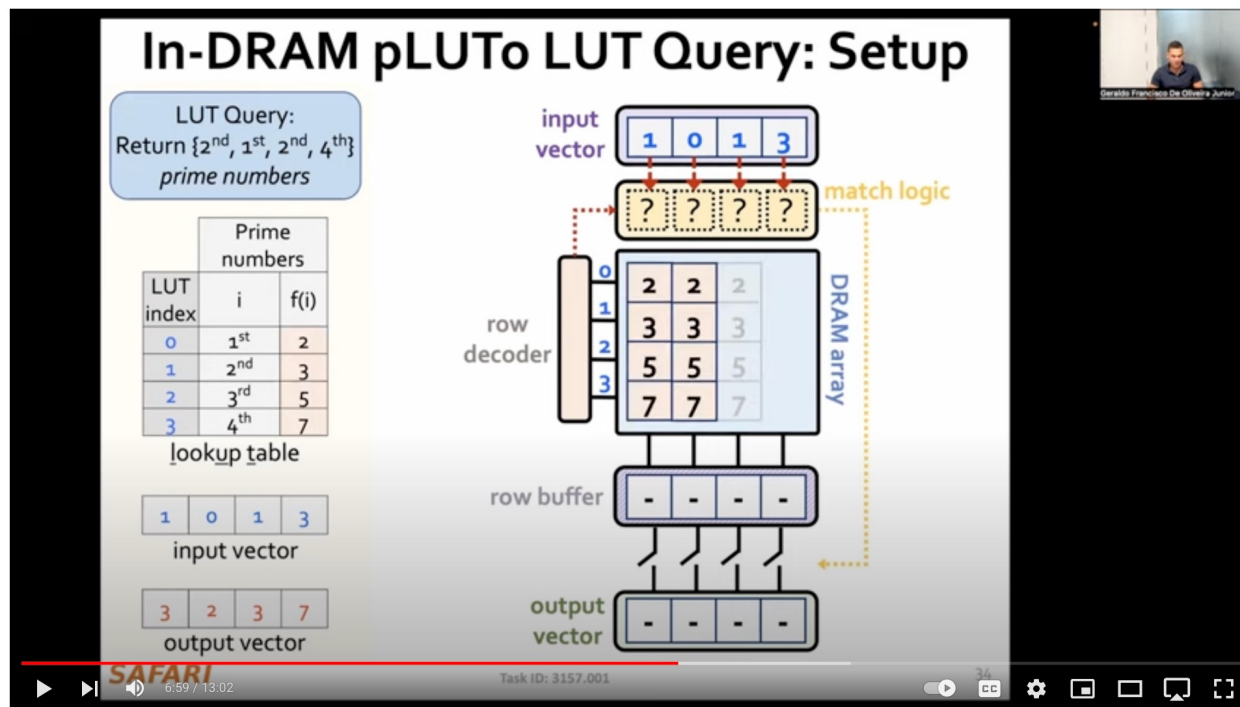 In-DRAM pLUTo LUT Query: Setup
Geraldo Francisco De Oliveira Junior
LUT Query:
Return {2nd, 1st, 2nd, 4th}
prime numbers
Prime
numbers
LUT
index
i
f(i)
0 1st 2
1 2nd 3
2 3rd 5
3 4th 7
lookup table
1 0 1 3
input vector
3 2 3 7
output vector
input
vector
1 0 1 3
? ? ? ?
match logic
row
decoder
0
1
2
3
2 2 2
3 3 3
5 5 5
7 7 7
DRAM array
row buffer
- - - -
output
vector
- - - -
SAFARI
Task ID: 3157.001
34
6:59 / 13:02
CC